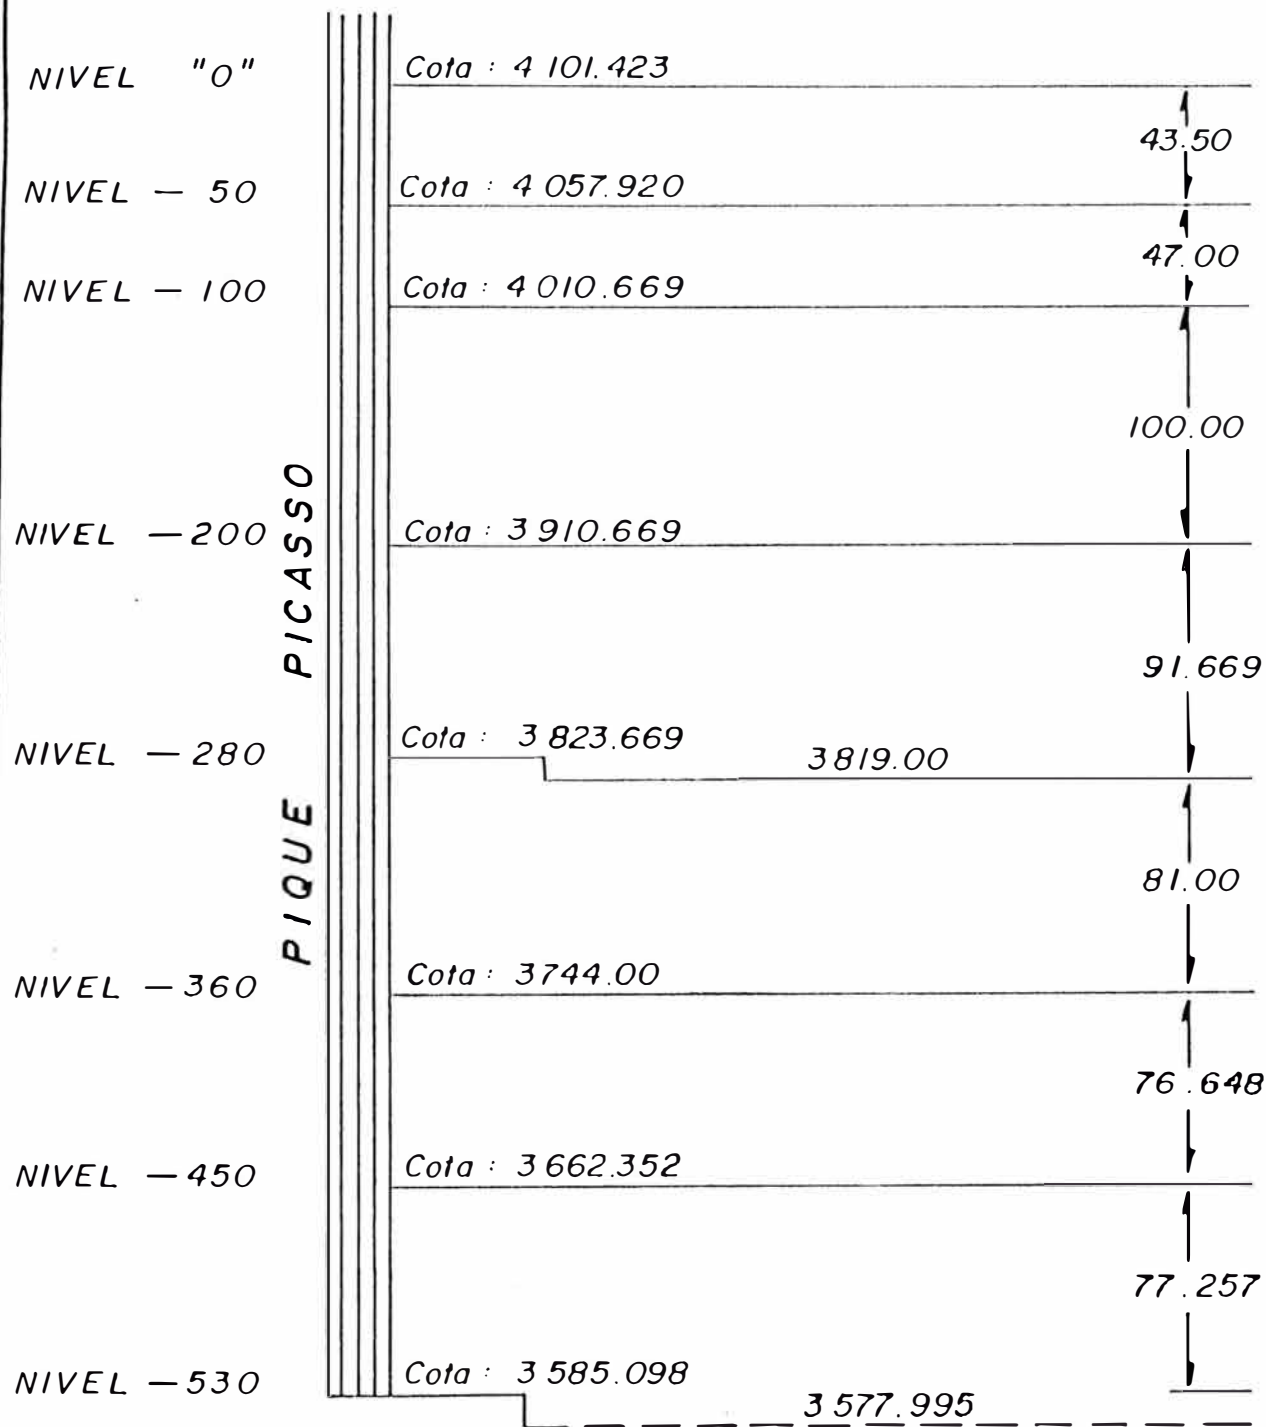 NIVEL "0" Cota : 4 101.423
43.50
NIVEL – 50 Cota : 4 057.920
47.00
NIVEL – 100 Cota : 4 010.669
100.00
PIQUE PICASSO
NIVEL – 200 Cota : 3 910.669
91.669
NIVEL – 280 Cota : 3 823.669 3819.00
81.00
NIVEL – 360 Cota : 3744.00
76.648
NIVEL – 450 Cota : 3 662.352
77.257
NIVEL – 530 Cota : 3 585.098
3 577.995